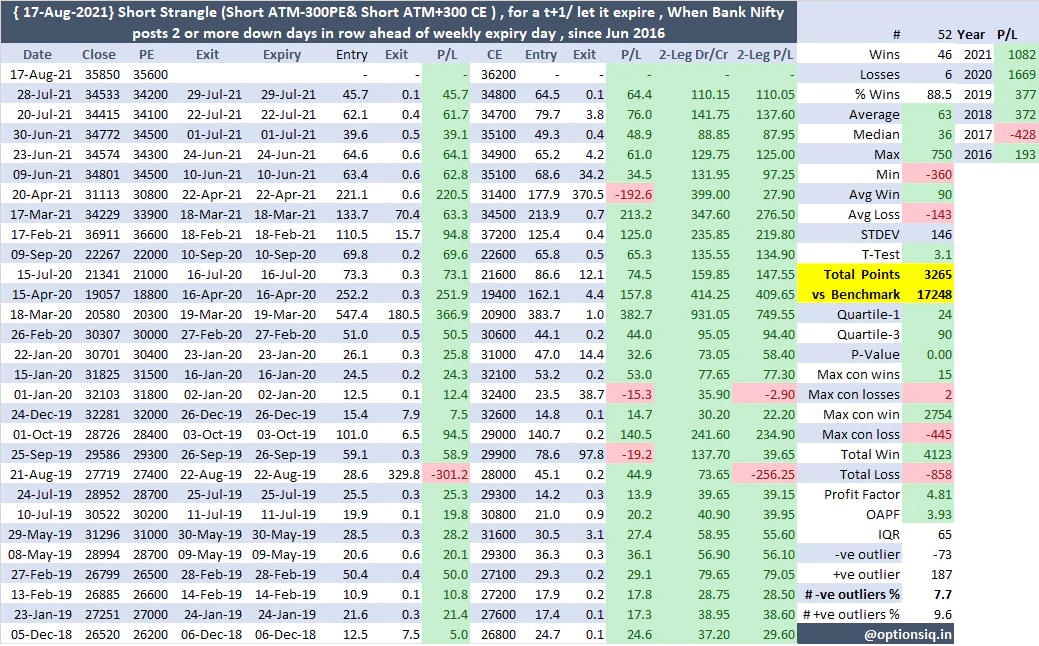 { 17-Aug-2021} Short Strangle (Short ATM-300PE& Short ATM+300 CE ) , for a t+1/ let it expire , When Bank Nifty
posts 2 or more down days in row ahead of weekly expiry day , since Jun 2016 # 52 Year P/L
Date Close PE Exit Expiry Entry Exit P/L CE Entry Exit P/L 2-Leg Dr/Cr 2-Leg P/L Wins 46 2021 1082
17-Aug-21 35850 35600 - - - 36200 - - - - - Losses 6 2020 1669
28-Jul-21 34533 34200 29-Jul-21 29-Jul-21 45.7 0.1 45.7 34800 64.5 0.1 64.4 110.15 110.05 % Wins 88.5 2019 377
20-Jul-21 34415 34100 22-Jul-21 22-Jul-21 62.1 0.4 61.7 34700 79.7 3.8 76.0 141.75 137.60 Average 63 2018 372
30-Jun-21 34772 34500 01-Jul-21 01-Jul-21 39.6 0.5 39.1 35100 49.3 0.4 48.9 88.85 87.95 Median 36 2017 -428
23-Jun-21 34574 34300 24-Jun-21 24-Jun-21 64.6 0.6 64.1 34900 65.2 4.2 61.0 129.75 125.00 Max 750 2016 193
09-Jun-21 34801 34500 10-Jun-21 10-Jun-21 63.4 0.6 62.8 35100 68.6 34.2 34.5 131.95 97.25 Min -360
20-Apr-21 31113 30800 22-Apr-21 22-Apr-21 221.1 0.6 220.5 31400 177.9 370.5 -192.6 399.00 27.90 Avg Win 90
17-Mar-21 34229 33900 18-Mar-21 18-Mar-21 133.7 70.4 63.3 34500 213.9 0.7 213.2 347.60 276.50 Avg Loss -143
17-Feb-21 36911 36600 18-Feb-21 18-Feb-21 110.5 15.7 94.8 37200 125.4 0.4 125.0 235.85 219.80 STDEV 146
09-Sep-20 22267 22000 10-Sep-20 10-Sep-20 69.8 0.2 69.6 22600 65.8 0.5 65.3 135.55 134.90 T-Test 3.1
15-Jul-20 21341 21000 16-Jul-20 16-Jul-20 73.3 0.3 73.1 21600 86.6 12.1 74.5 159.85 147.55 Total Points 3265
15-Apr-20 19057 18800 16-Apr-20 16-Apr-20 252.2 0.3 251.9 19400 162.1 4.4 157.8 414.25 409.65 vs Benchmark 17248
18-Mar-20 20580 20300 19-Mar-20 19-Mar-20 547.4 180.5 366.9 20900 383.7 1.0 382.7 931.05 749.55 Quartile-1 24
26-Feb-20 30307 30000 27-Feb-20 27-Feb-20 51.0 0.5 50.5 30600 44.1 0.2 44.0 95.05 94.40 Quartile-3 90
22-Jan-20 30701 30400 23-Jan-20 23-Jan-20 26.1 0.3 25.8 31000 47.0 14.4 32.6 73.05 58.40 P-Value 0.00
15-Jan-20 31825 31500 16-Jan-20 16-Jan-20 24.5 0.2 24.3 32100 53.2 0.2 53.0 77.65 77.30 Max con wins 15
01-Jan-20 32103 31800 02-Jan-20 02-Jan-20 12.5 0.1 12.4 32400 23.5 38.7 -15.3 35.90 -2.90 Max con losses 2
24-Dec-19 32281 32000 26-Dec-19 26-Dec-19 15.4 7.9 7.5 32600 14.8 0.1 14.7 30.20 22.20 Max con win 2754
01-Oct-19 28726 28400 03-Oct-19 03-Oct-19 101.0 6.5 94.5 29000 140.7 0.2 140.5 241.60 234.90 Max con loss -445
25-Sep-19 29586 29300 26-Sep-19 26-Sep-19 59.1 0.3 58.9 29900 78.6 97.8 -19.2 137.70 39.65 Total Win 4123
21-Aug-19 27719 27400 22-Aug-19 22-Aug-19 28.6 329.8 -301.2 28000 45.1 0.2 44.9 73.65 -256.25 Total Loss -858
24-Jul-19 28952 28700 25-Jul-19 25-Jul-19 25.5 0.3 25.3 29300 14.2 0.3 13.9 39.65 39.15 Profit Factor 4.81
10-Jul-19 30522 30200 11-Jul-19 11-Jul-19 19.9 0.1 19.8 30800 21.0 0.9 20.2 40.90 39.95 OAPF 3.93
29-May-19 31296 31000 30-May-19 30-May-19 28.5 0.3 28.2 31600 30.5 3.1 27.4 58.95 55.60 IQR 65
08-May-19 28994 28700 09-May-19 09-May-19 20.6 0.6 20.1 29300 36.3 0.3 36.1 56.90 56.10 -ve outlier -73
27-Feb-19 26799 26500 28-Feb-19 28-Feb-19 50.4 0.4 50.0 27100 29.3 0.2 29.1 79.65 79.05 +ve outlier 187
13-Feb-19 26885 26600 14-Feb-19 14-Feb-19 10.9 0.1 10.8 27200 17.9 0.2 17.8 28.75 28.50 # -ve outliers % 7.7
23-Jan-19 27251 27000 24-Jan-19 24-Jan-19 21.6 0.3 21.4 27600 17.4 0.1 17.3 38.95 38.60 # +ve outliers % 9.6
05-Dec-18 26520 26200 06-Dec-18 06-Dec-18 12.5 7.5 5.0 26800 24.7 0.1 24.6 37.20 29.60 @optionsiq.in